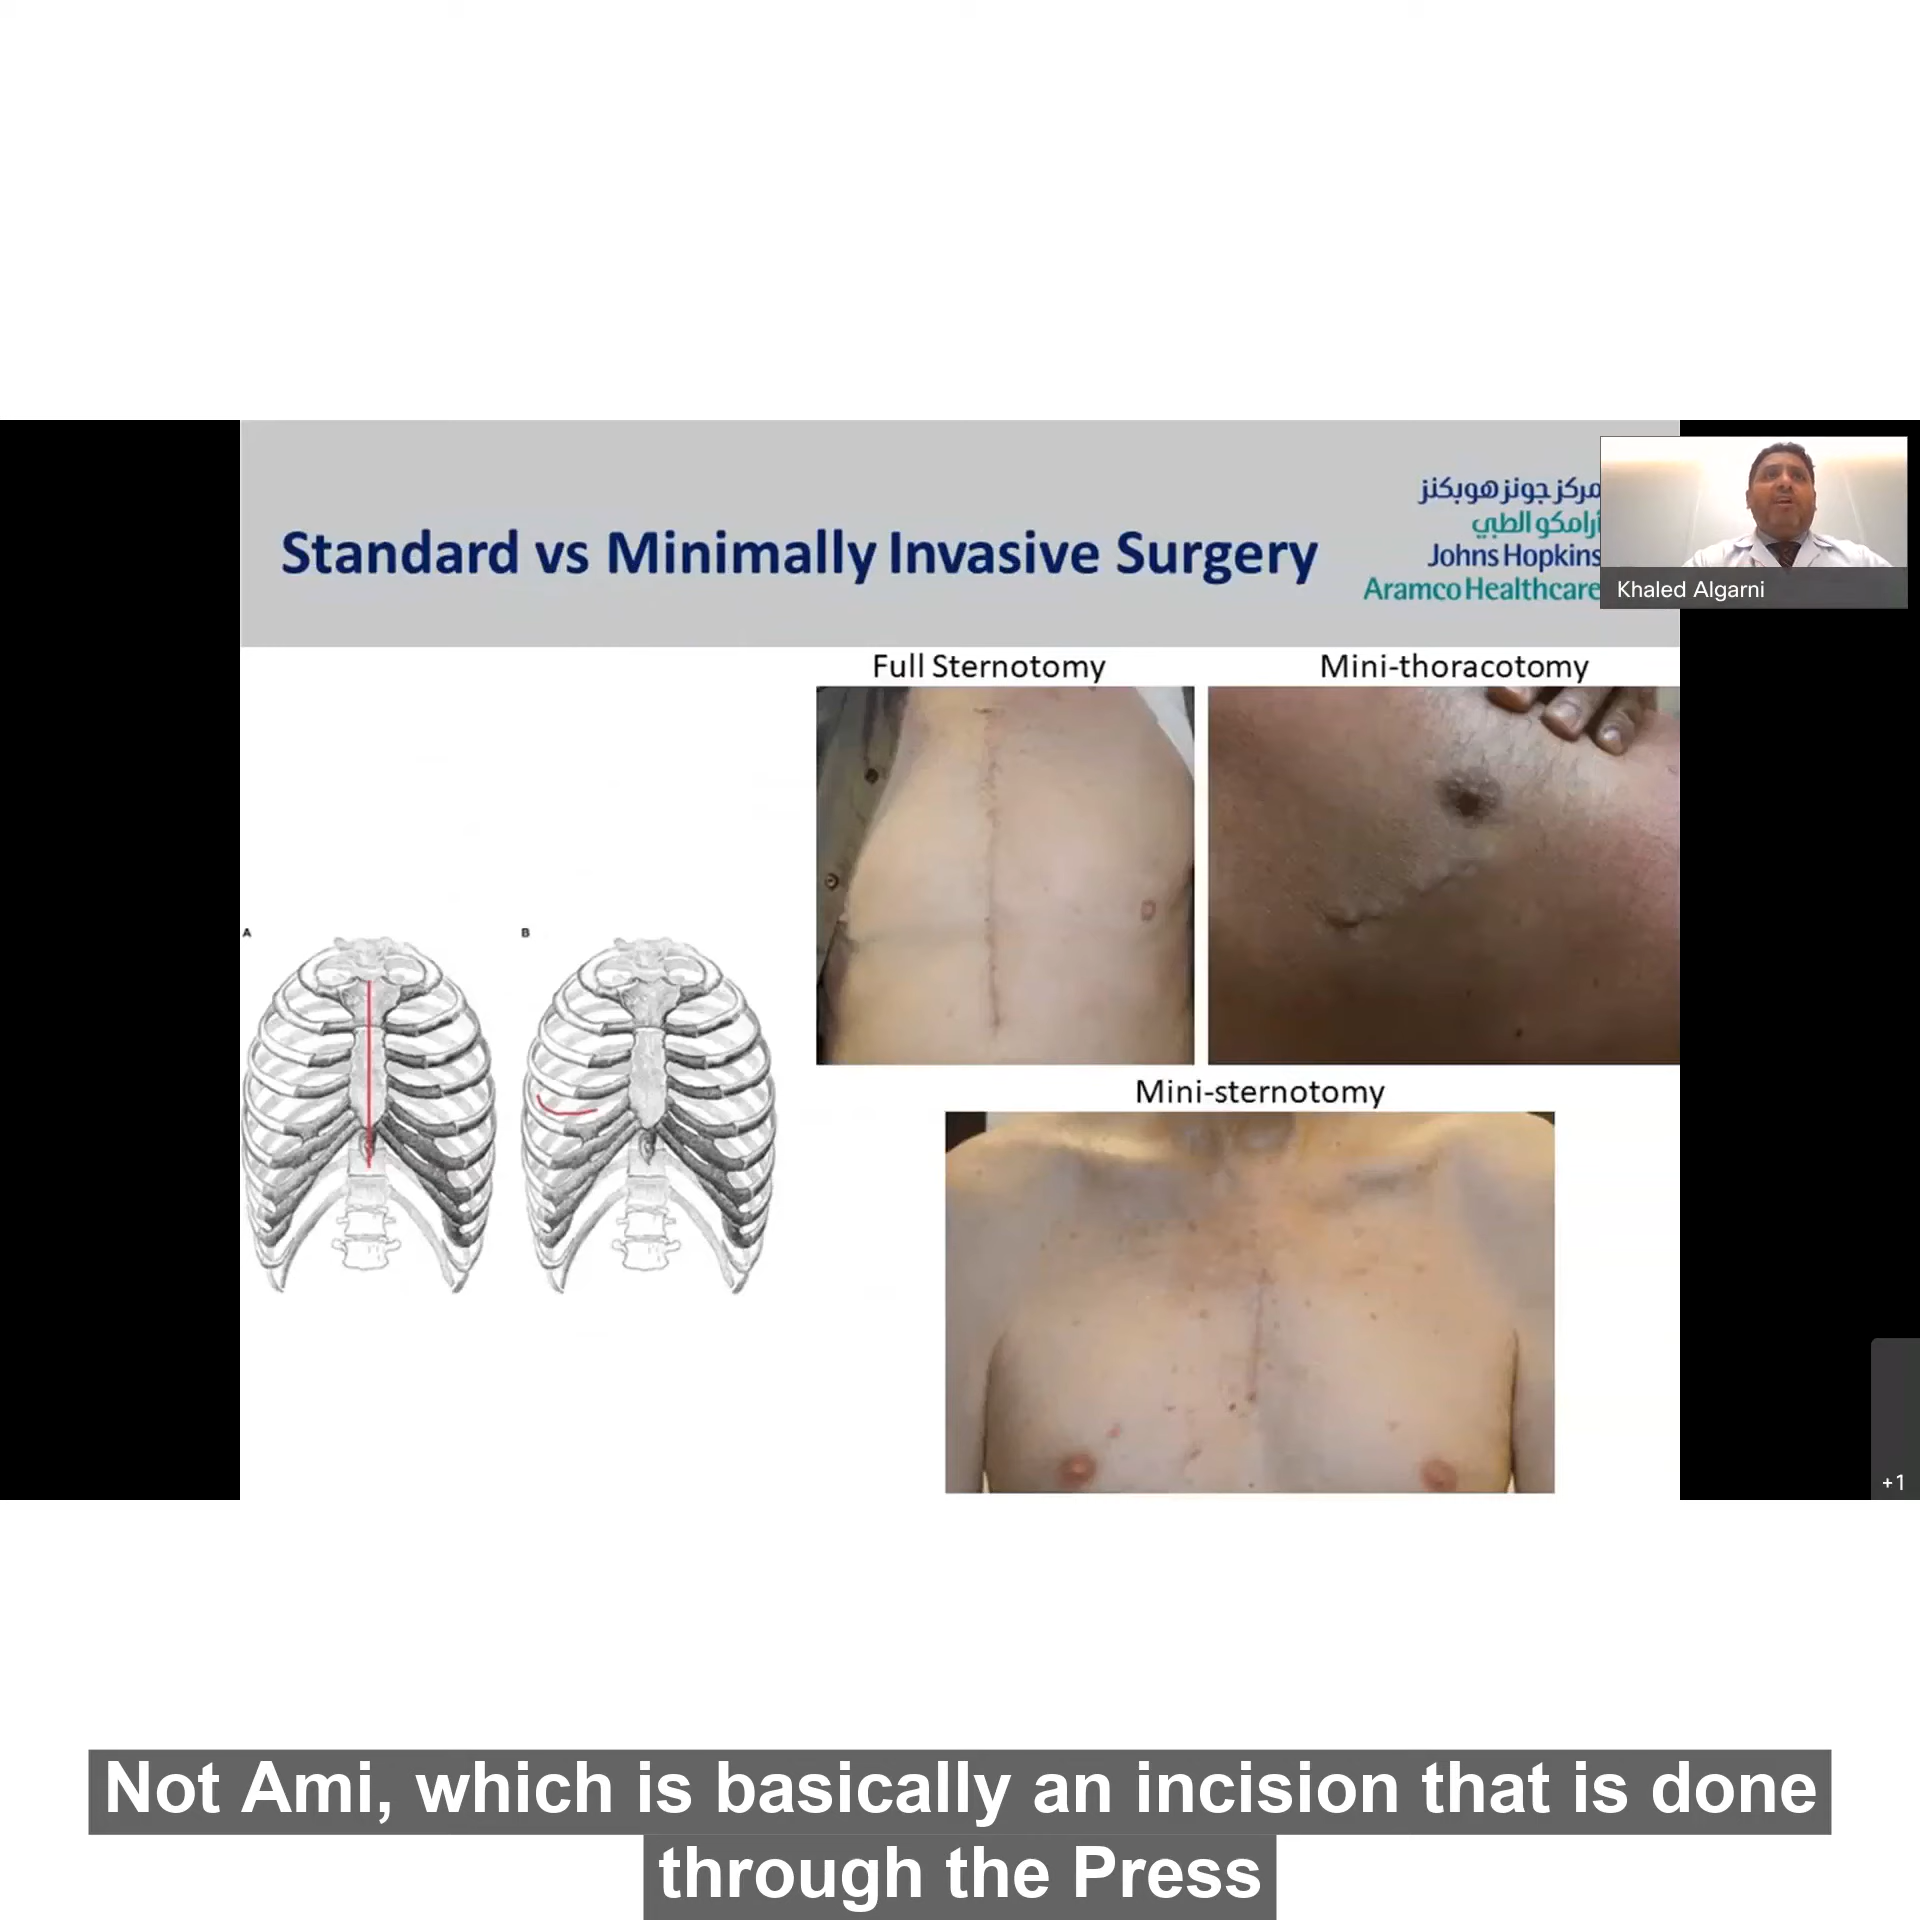 Standard vs Minimally Invasive Surgery
مركز جونز هوبكنز
أرامكو الطبي
Johns Hopkins
Aramco Healthcare
Khaled Algarni
Full Sternotomy
Mini-thoracotomy
A
B
Mini-sternotomy
+1
Not Ami, which is basically an incision that is done
through the Press